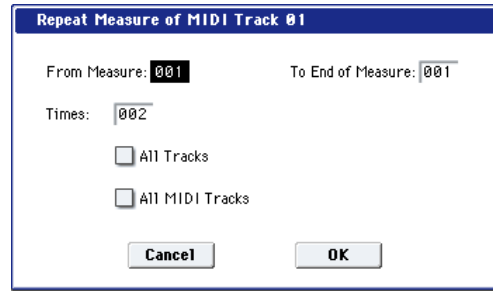 Repeat Measure of MIDI Track 01
From Measure: 001 To End of Measure: 001
Times: 002
All Tracks
All MIDI Tracks
Cancel OK